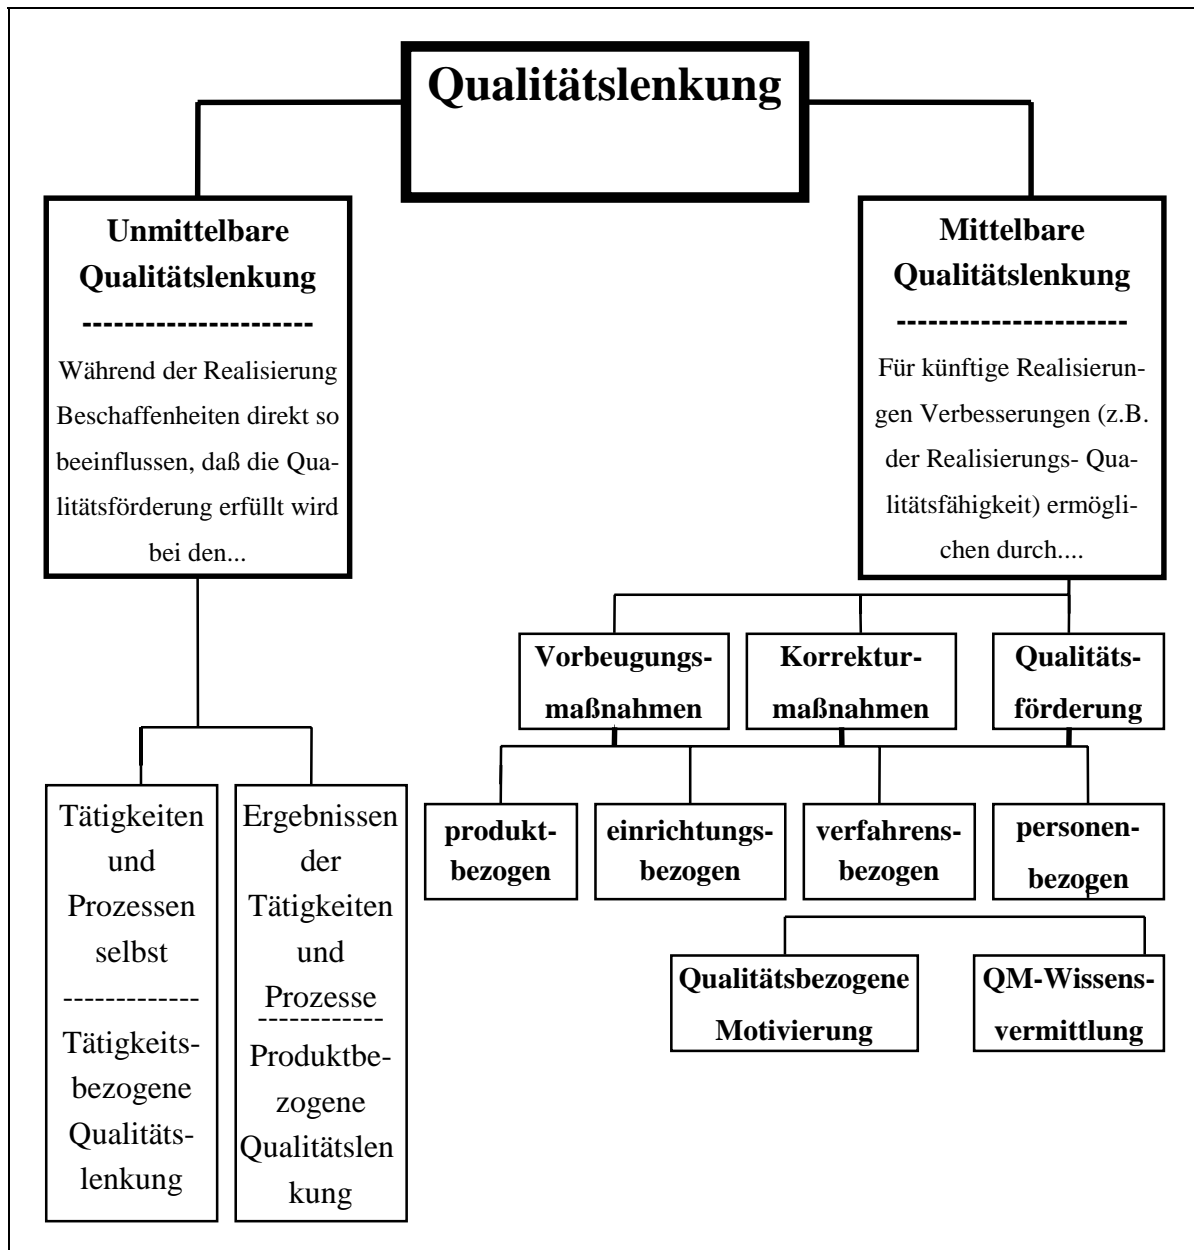 Qualitätslenkung
Unmittelbare
Qualitätslenkung
----------------------
Während der Realisierung
Beschaffenheiten direkt so
beeinflussen, daß die Qua-
litätsförderung erfüllt wird
bei den...
Mittelbare
Qualitätslenkung
----------------------
Für künftige Realisierun-
gen Verbesserungen (z.B.
der Realisierungs- Qua-
litätsfähigkeit) ermögli-
chen durch....
Vorbeugungs-
maßnahmen
Korrektur-
maßnahmen
Qualitäts-
förderung
Tätigkeiten
und
Prozessen
selbst
-------------
Tätigkeits-
bezogene
Qualitäts-
lenkung
Ergebnissen
der
Tätigkeiten
und
Prozesse
------------
Produktbe-
zogene
Qualitätslen
kung
produkt-
bezogen
einrichtungs-
bezogen
verfahrens-
bezogen
personen-
bezogen
Qualitätsbezogene
Motivierung
QM-Wissens-
vermittlung